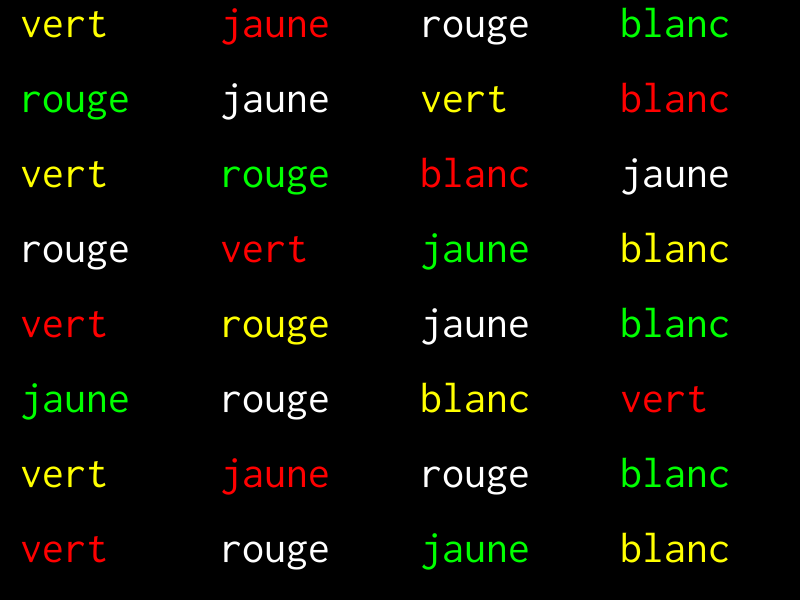 vert jaune rouge blanc
rouge jaune vert blanc
vert rouge blanc jaune
rouge vert jaune blanc
vert rouge jaune blanc
jaune rouge blanc vert
vert jaune rouge blanc
vert rouge jaune blanc